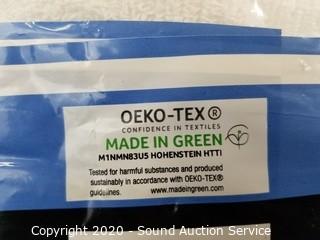 OEKO-TEX®
CONFIDENCE IN TEXTILES
MADE IN GREEN
M1NMN83U5 HOHENSTEIN HTTI
Tested for harmful substances and produced
sustainably in accordance with OEKO-TEX®
guidelines. www.madeingreen.com
Copyright 2020 - Sound Auction Service